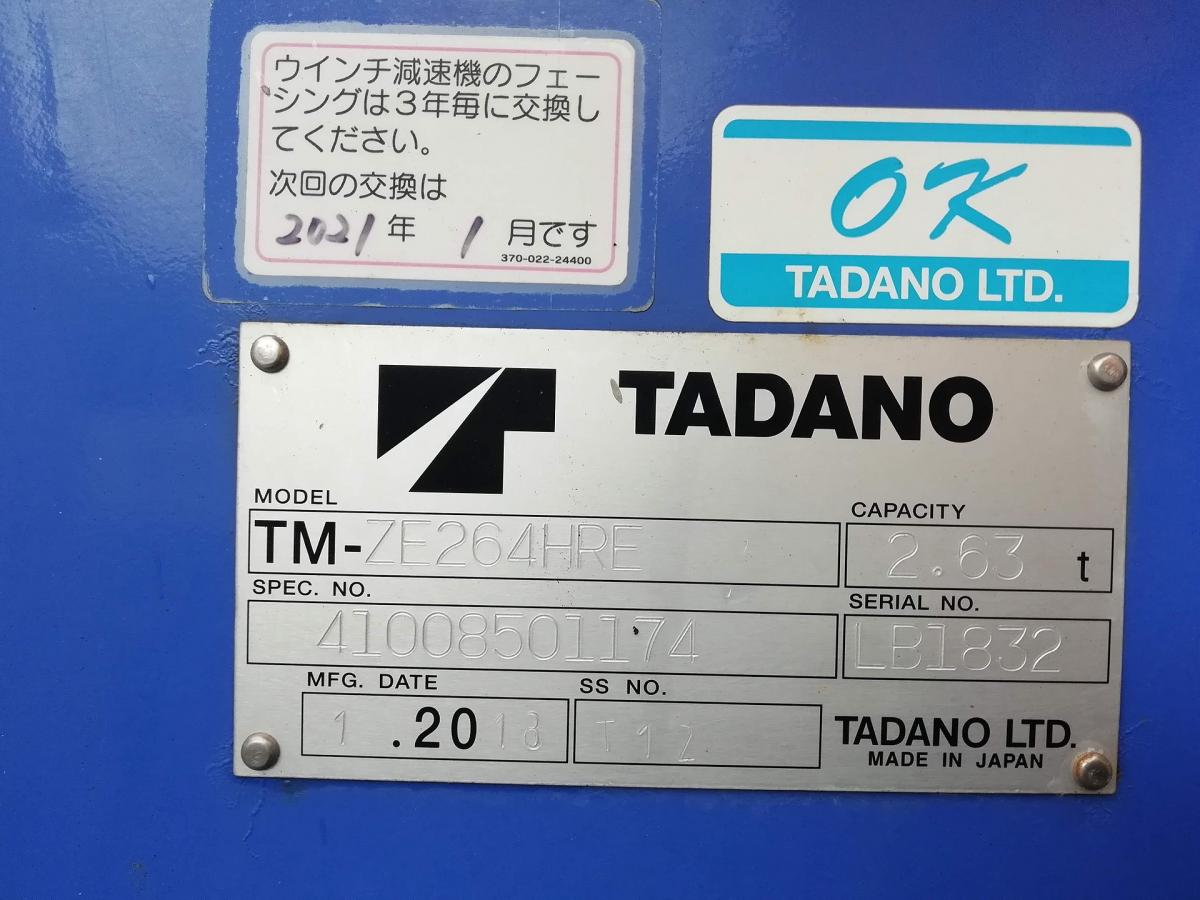 ウインチ減速機のフェー
シングは3年毎に交換し
てください。
次回の交換は
2021年 1月です
370-022-24400
OK
TADANO LTD.
TADANO
MODEL
TM-ZE264HRE
CAPACITY
2.63 t
SPEC. NO.
41008501174
SERIAL NO.
LB1832
MFG. DATE
1 .2018
SS NO.
T12
TADANO LTD.
MADE IN JAPAN